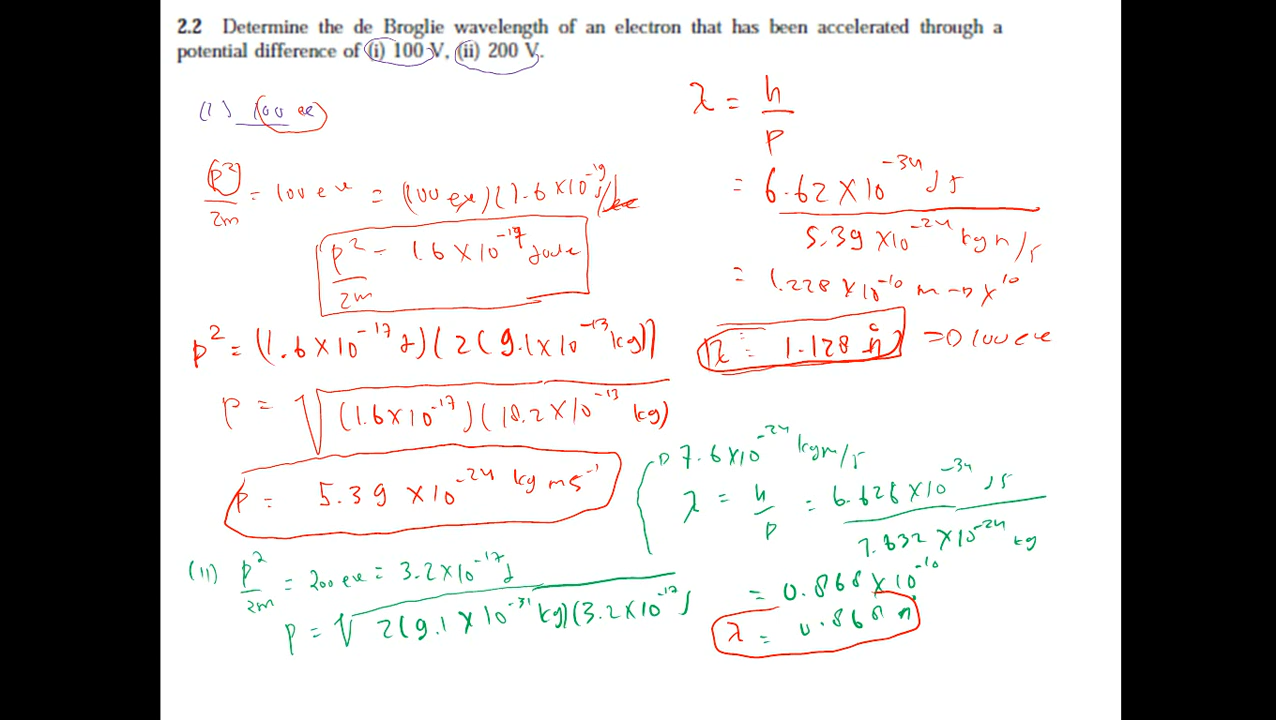 2.2 Determine the de Broglie wavelength of an electron that has been accelerated through a
potential difference of (i) 100 V, (ii) 200 V.
(i) 100 ev
p²/2m = 100 ev = (100 ev)(1.6 x 10⁻¹⁹ J/ev
p²/2m = 1.6 x 10⁻¹⁷ Joule
p² = (1.6 x 10⁻¹⁷ J)(2(9.1 x 10⁻¹³ kg))
p = √(1.6 x 10⁻¹⁷)(18.2 x 10⁻¹³ kg)
p = 5.39 x 10⁻²⁴ kg ms⁻¹
(ii) p²/2m = 200 ev = 3.2 x 10⁻¹⁷ J
p = √2(9.1 x 10⁻³¹ kg)(3.2 x 10⁻¹⁷ J
λ = h/p
= 6.62 x 10⁻³⁴ Js / 5.39 x 10⁻²⁴ kg m/s
= 1.228 x 10⁻¹⁰ m → x 10
λ = 1.128 Å ⇒ 100 ev
7.6 x 10⁻²⁴ kg m/s
λ = h/p = 6.626 x 10⁻³⁴ Js / 7.632 x 10⁻²⁴ kg
= 0.868 x 10⁻¹⁰
λ = 0.868 Å